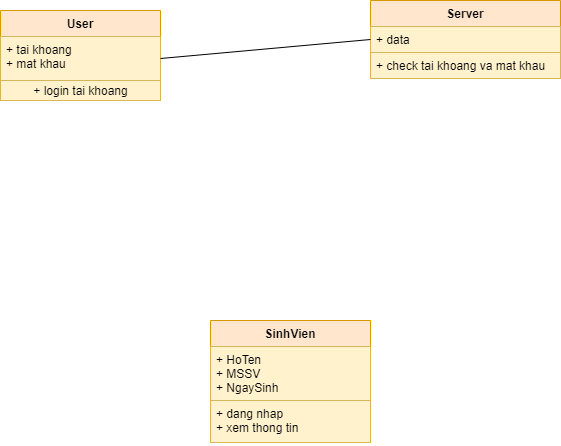 User
+ tai khoang
+ mat khau
+ login tai khoang
Server
+ data
+ check tai khoang va mat khau
SinhVien
+ HoTen
+ MSSV
+ NgaySinh
+ dang nhap
+ xem thong tin